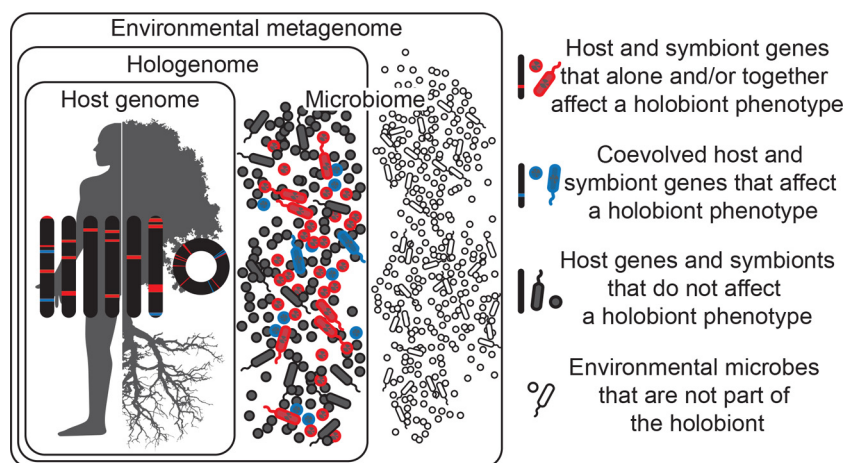 Environmental metagenome
Hologenome
Host genome
Microbiome
Host and symbiont genes
that alone and/or together
affect a holobiont phenotype
Coevolved host and
symbiont genes that affect
a holobiont phenotype
Host genes and symbionts
that do not affect
a holobiont phenotype
Environmental microbes
that are not part of
the holobiont